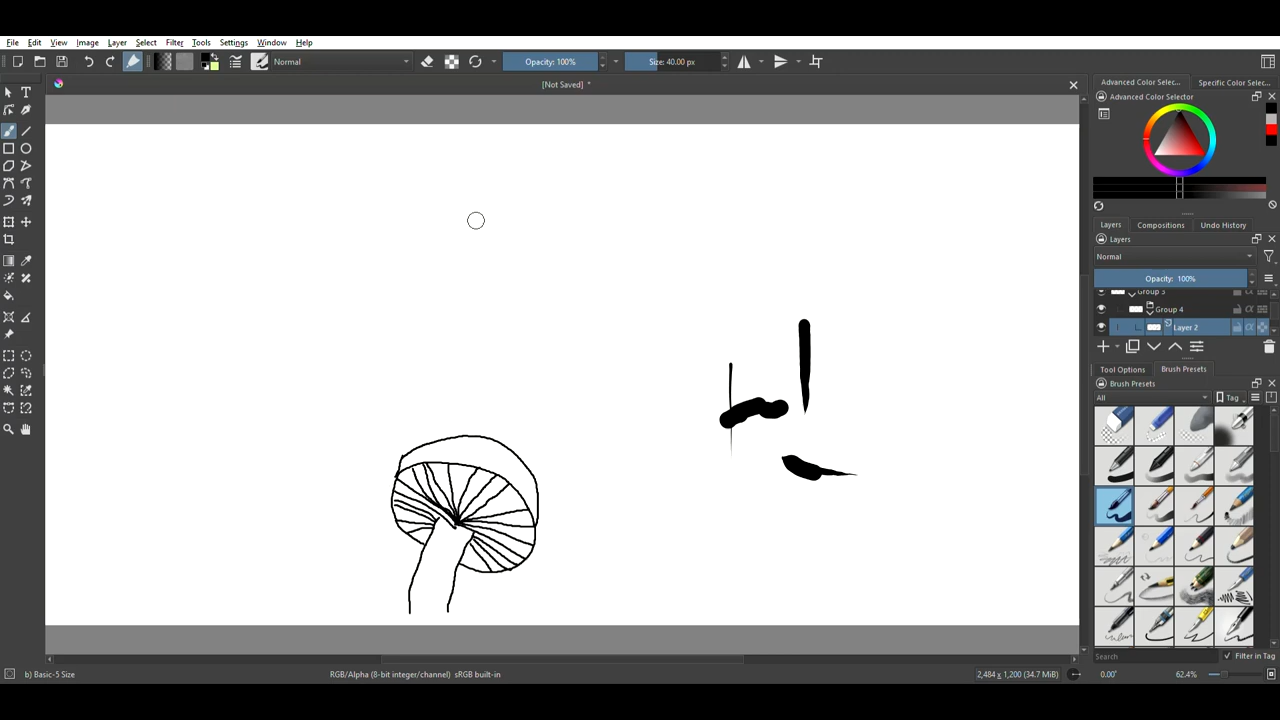 File Edit View Image Layer Select Filter Tools Settings Window Help
Normal Opacity: 100% Size: 40.00 px
[Not Saved] *
Advanced Color Selec... Specific Color Selec...
Advanced Color Selector
Layers Compositions Undo History
Layers
Normal
Opacity: 100%
Group 3
Group 4
Layer 2
Tool Options Brush Presets
Brush Presets
All Tag
Search Filter in Tag
b) Basic-5 Size RGB/Alpha (8-bit integer/channel) sRGB built-in 2,484 x 1,200 (34.7 MiB) 0.00° 62.4%